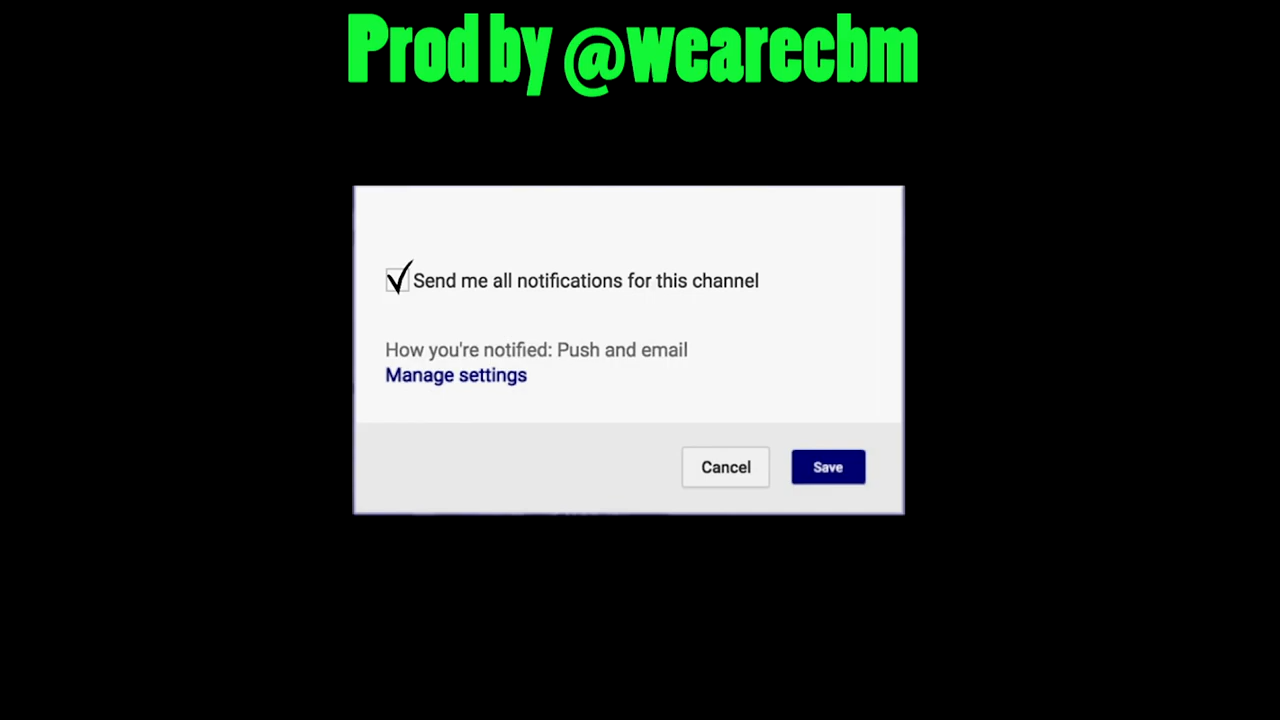 Prod by @wearecbm
Send me all notifications for this channel
How you're notified: Push and email
Manage settings
Cancel
Save